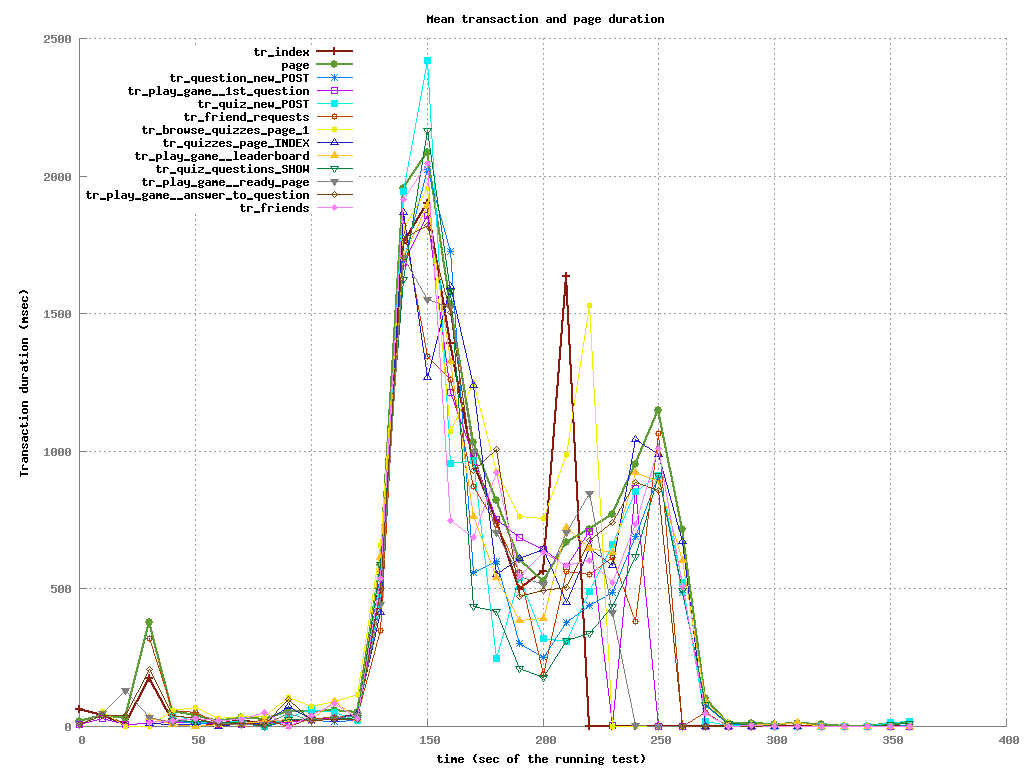 Mean transaction and page duration
2500
2000
1500
1000
500
0
Transaction duration (msec)
tr_index
page
tr_question_new_POST
tr_play_game__1st_question
tr_quiz_new_POST
tr_friend_requests
tr_browse_quizzes_page_1
tr_quizzes_page_INDEX
tr_play_game__leaderboard
tr_quiz_questions_SHOW
tr_play_game__ready_page
tr_play_game__answer_to_question
tr_friends
0 50 100 150 200 250 300 350 400
time (sec of the running test)